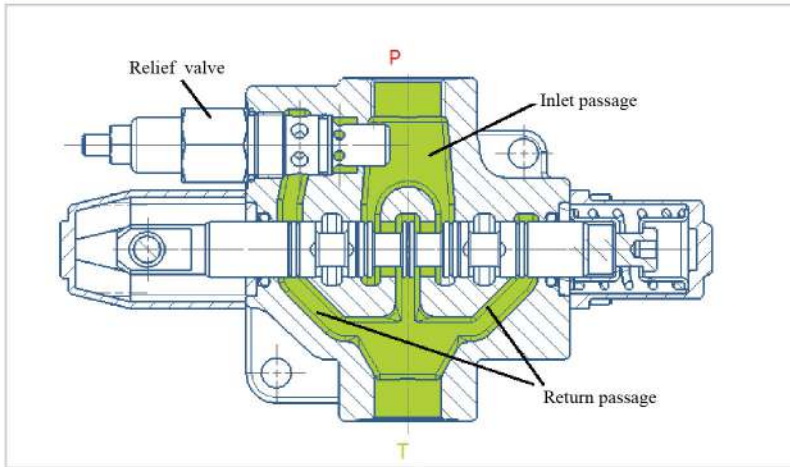 P
Relief valve
Inlet passage
Return passage
T